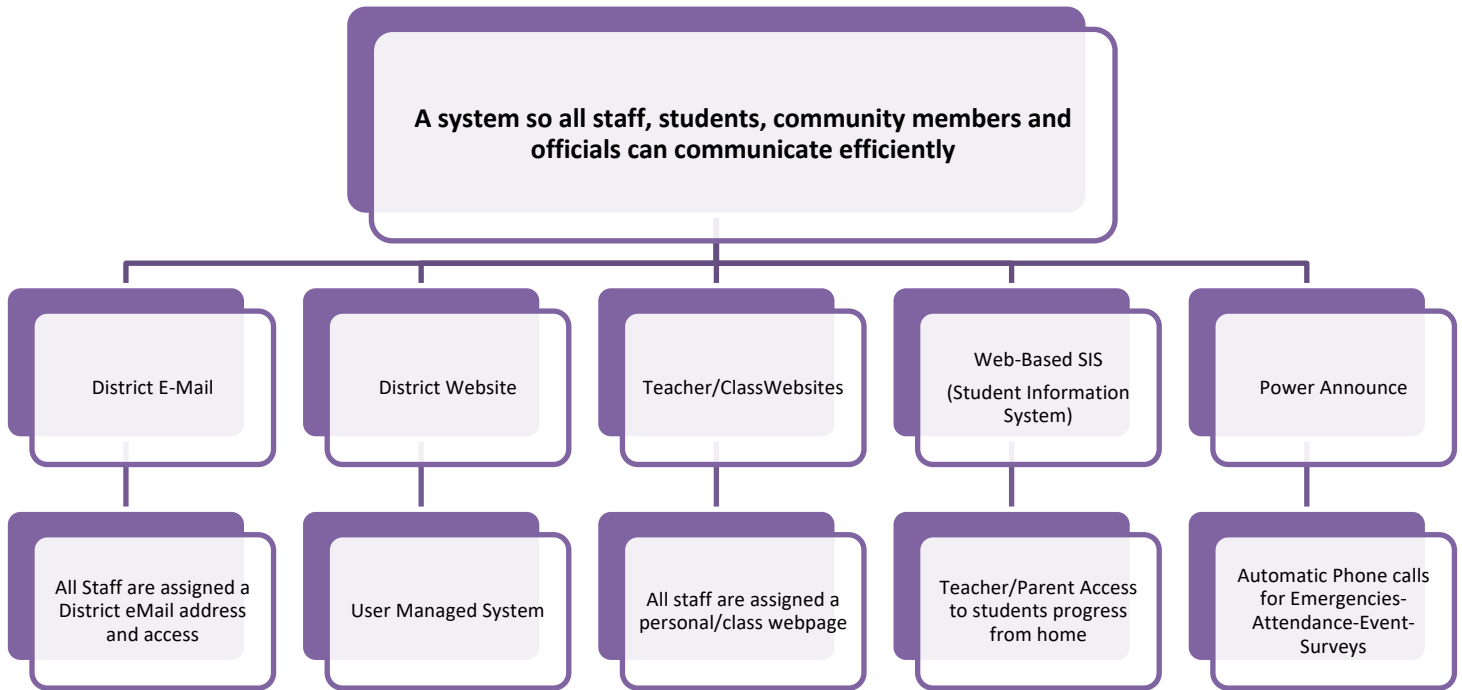 A system so all staff, students, community members and
officials can communicate efficiently
District E-Mail
District Website
Teacher/ClassWebsites
Web-Based SIS
(Student Information
System)
Power Announce
All Staff are assigned a
District eMail address
and access
User Managed System
All staff are assigned a
personal/class webpage
Teacher/Parent Access
to students progress
from home
Automatic Phone calls
for Emergencies-
Attendance-Event-
Surveys